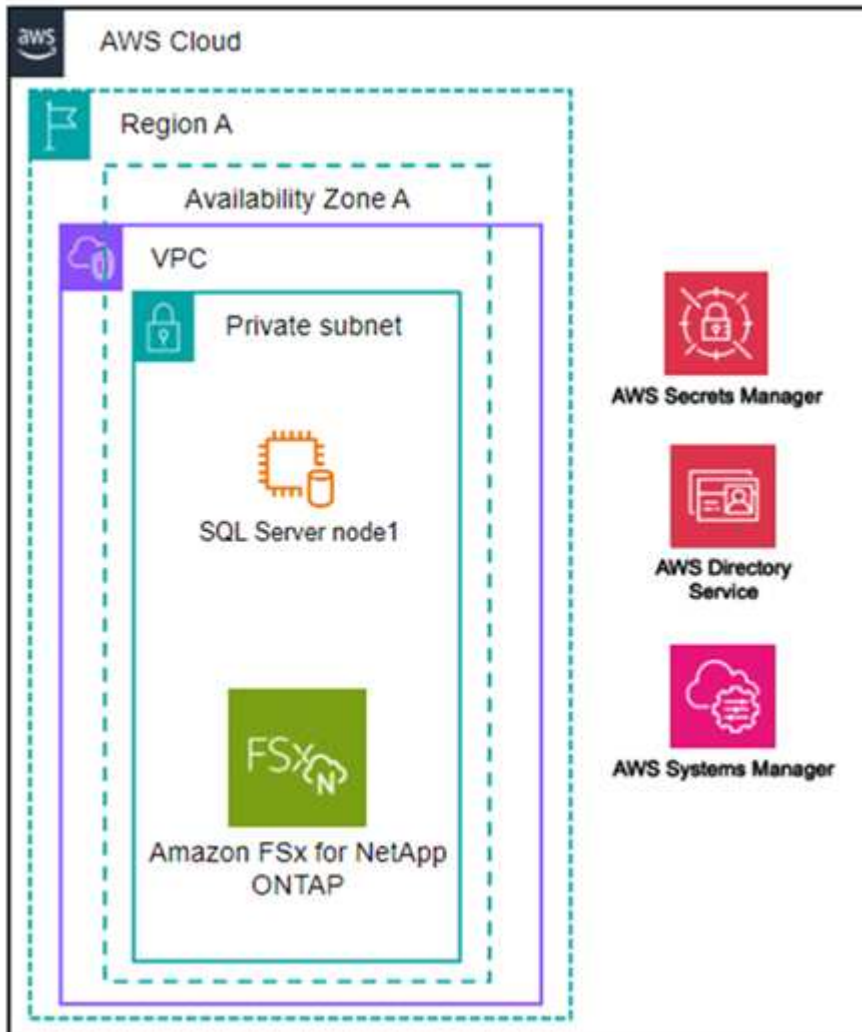 aws
AWS Cloud
Region A
Availability Zone A
VPC
Private subnet
SQL Server node1
FSx
N
Amazon FSx for NetApp
ONTAP
AWS Secrets Manager
AWS Directory
Service
AWS Systems Manager